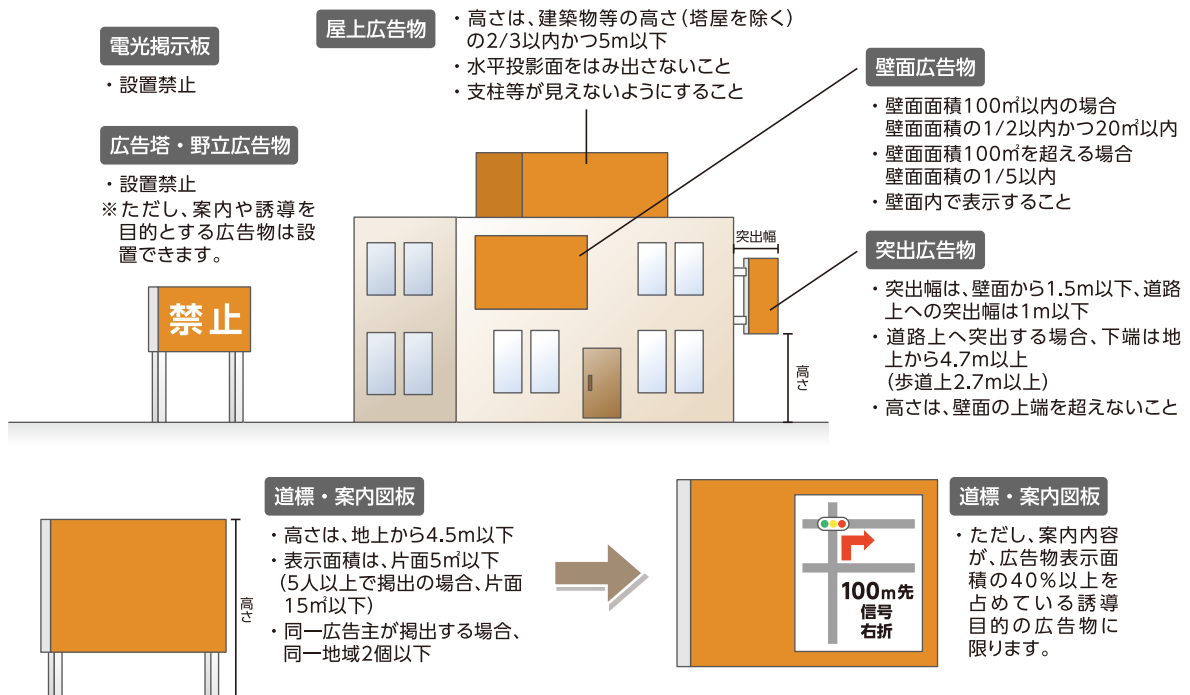 電光掲示板
・設置禁止
広告塔・野立広告物
・設置禁止
※ただし、案内や誘導を
目的とする広告物は設
置できます。
禁止
屋上広告物
・高さは、建築物等の高さ(塔屋を除く)
の2/3以内かつ5m以下
・水平投影面をはみ出さないこと
・支柱等が見えないようにすること
壁面広告物
・壁面面積100㎡以内の場合
壁面面積の1/2以内かつ20㎡以内
・壁面面積100㎡を超える場合
壁面面積の1/5以内
・壁面内で表示すること
突出幅
高さ
突出広告物
・突出幅は、壁面から1.5m以下、道路
上への突出幅は1m以下
・道路上へ突出する場合、下端は地
上から4.7m以上
(歩道上2.7m以上)
・高さは、壁面の上端を超えないこと
高さ
道標・案内図板
・高さは、地上から4.5m以下
・表示面積は、片面5㎡以下
(5人以上で掲出の場合、片面
15㎡以下)
・同一広告主が掲出する場合、
同一地域2個以下
100m先
信号
右折
道標・案内図板
・ただし、案内内容
が、広告物表示面
積の40%以上を
占めている誘導
目的の広告物に
限ります。